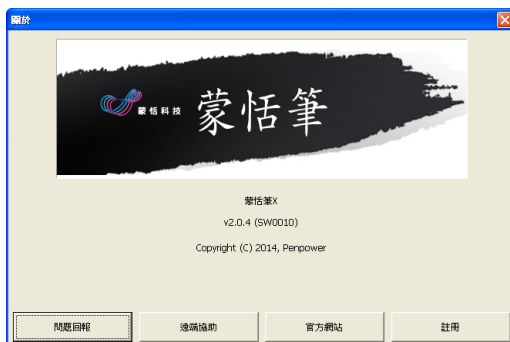 關於
蒙恬科技 蒙恬筆
蒙恬筆X
v2.0.4 (SW0010)
Copyright (C) 2014, Penpower
問題回報 遠端協助 官方網站 註冊